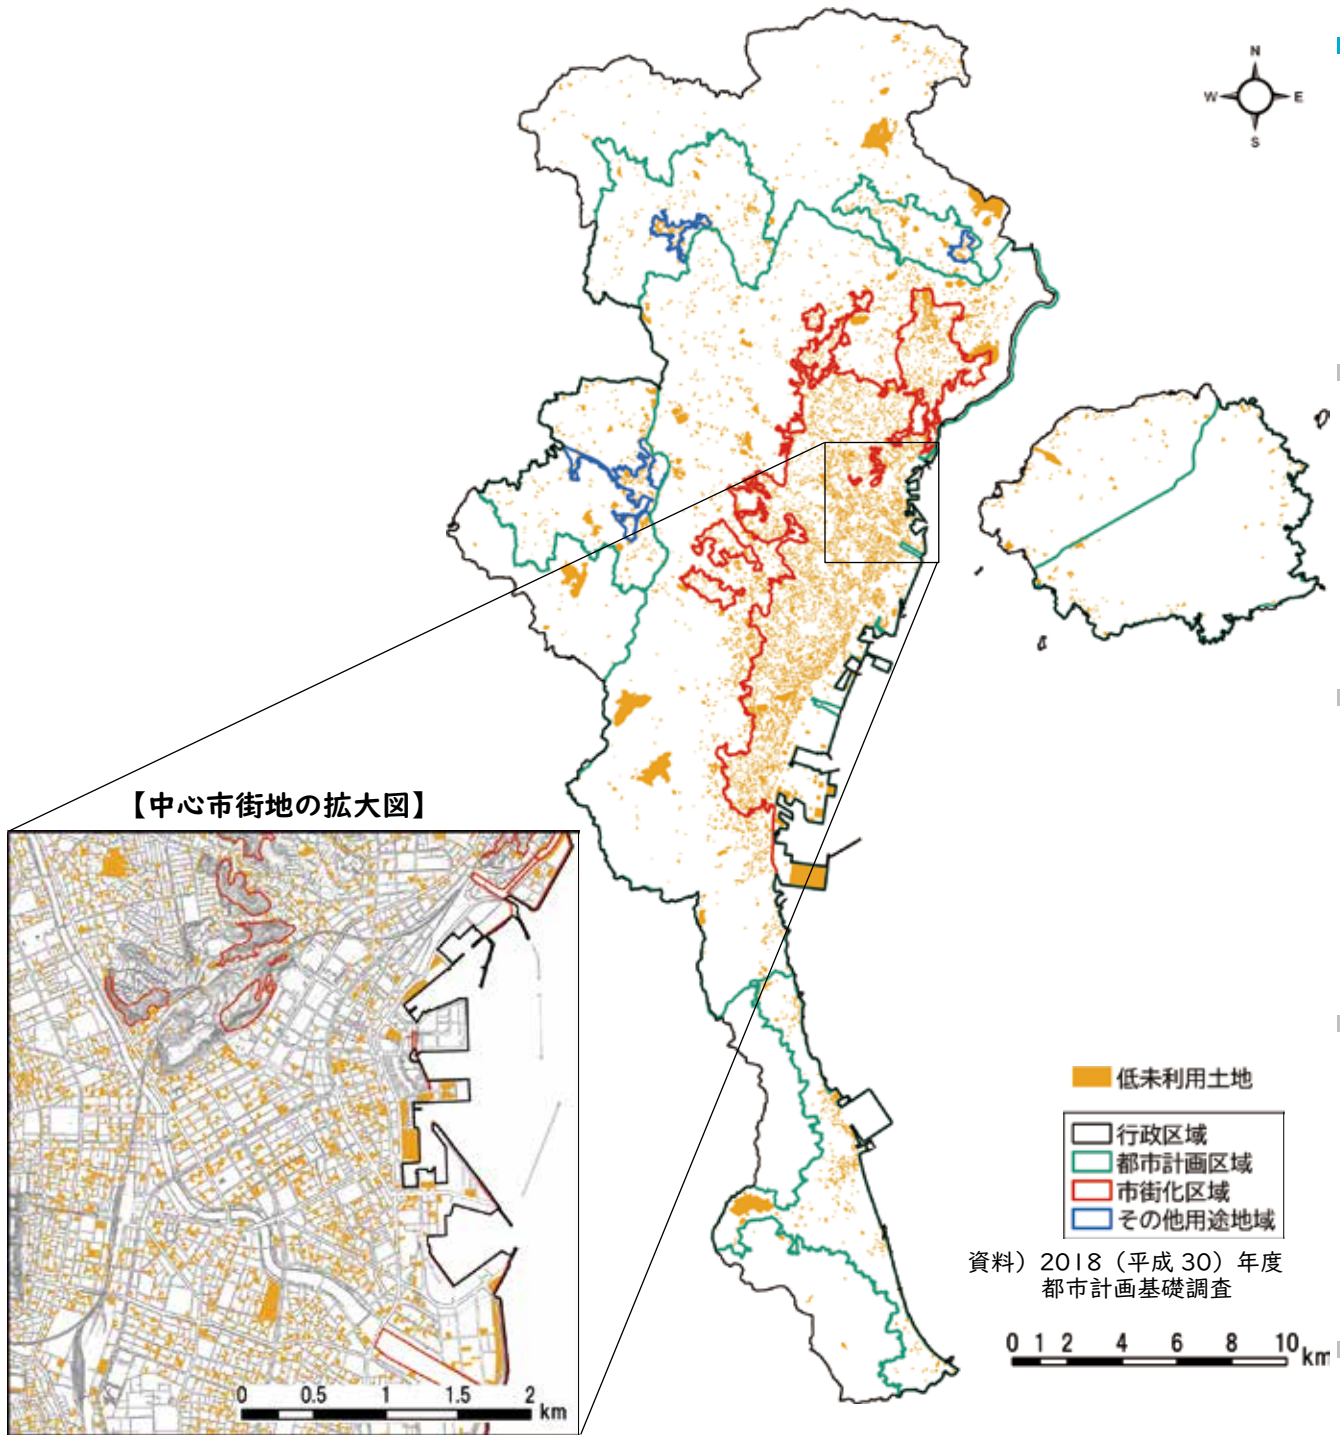 N
W E
S
【中心市街地の拡大図】
0 0.5 1 1.5 2
km
低未利用土地
行政区域
都市計画区域
市街化区域
その他用途地域
資料）2018（平成 30）年度
都市計画基礎調査
0 1 2 4 6 8 10
km